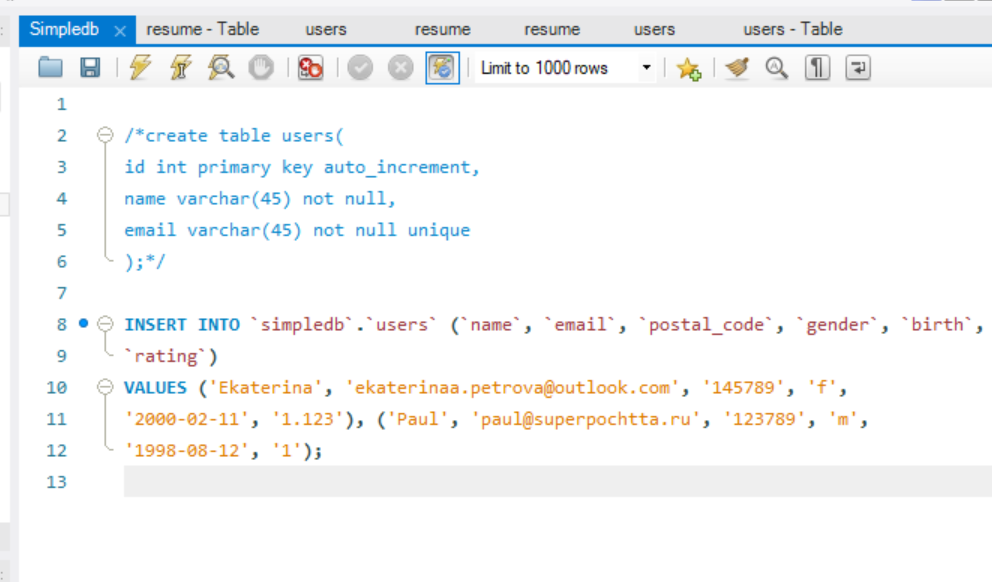 Simpledb × resume - Table users resume resume users users - Table
Limit to 1000 rows
1
2 /*create table users(
3 id int primary key auto_increment,
4 name varchar(45) not null,
5 email varchar(45) not null unique
6 );*/
7
8 INSERT INTO `simpledb`.`users` (`name`, `email`, `postal_code`, `gender`, `birth`,
9 `rating`)
10 VALUES ('Ekaterina', 'ekaterinaa.petrova@outlook.com', '145789', 'f',
11 '2000-02-11', '1.123'), ('Paul', 'paul@superpochtta.ru', '123789', 'm',
12 '1998-08-12', '1');
13